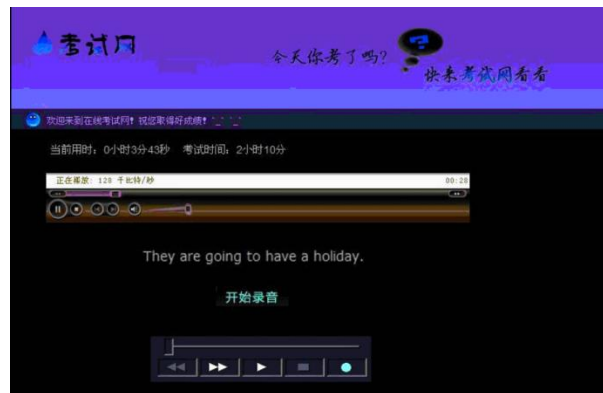 考试网
今天你考了吗?
快来考试网看看
欢迎来到在线考试网! 祝您取得好成绩! ^_^ ^_^
当前用时：0小时3分43秒 考试时间：2小时10分
正在播放: 128 千比特/秒 00:28
They are going to have a holiday.
开始录音